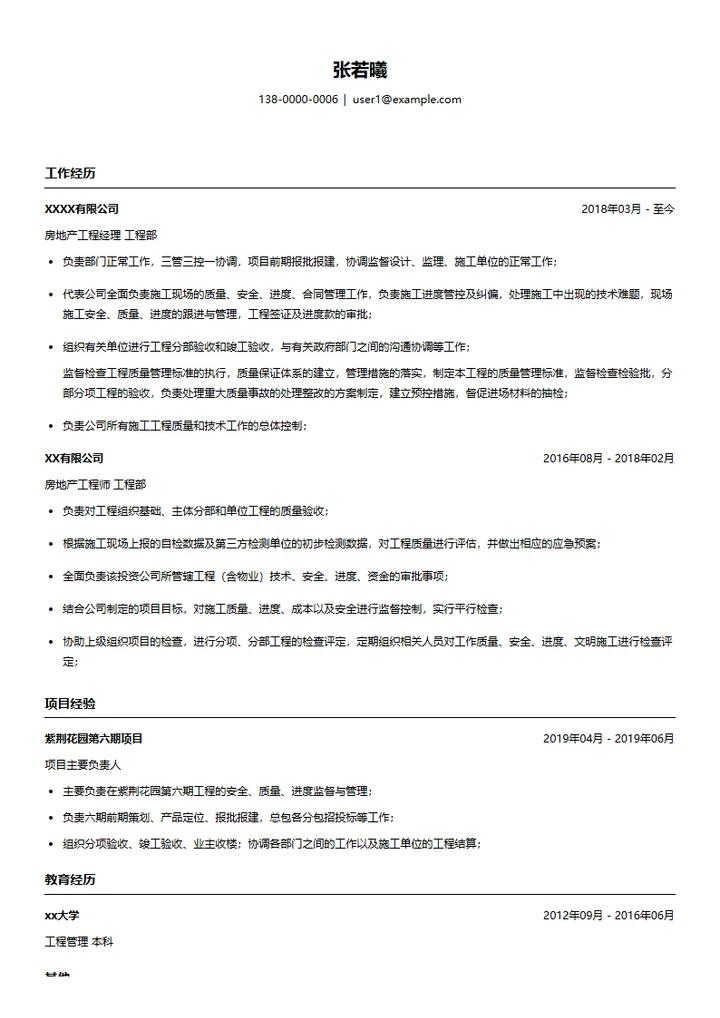 张若曦
138-0000-0006 | user1@example.com
工作经历
XXXX有限公司 2018年03月 - 至今
房地产工程经理 工程部
• 负责部门正常工作，三管三控一协调，项目前期报批报建，协调监督设计、监理、施工单位的正常工作；
• 代表公司全面负责施工现场的质量、安全、进度、合同管理工作，负责施工进度管控及纠偏，处理施工中出现的技术难题，现场
施工安全、质量、进度的跟进与管理，工程签证及进度款的审批；
• 组织有关单位进行工程分部验收和竣工验收，与有关政府部门之间的沟通协调等工作；
监督检查工程质量管理标准的执行，质量保证体系的建立，管理措施的落实，制定本工程的质量管理标准，监督检查检验批，分
部分项工程的验收，负责处理重大质量事故的处理整改的方案制定，建立预控措施，督促进场材料的抽检；
• 负责公司所有施工工程质量和技术工作的总体控制；
XX有限公司 2016年08月 - 2018年02月
房地产工程师 工程部
• 负责对工程组织基础、主体分部和单位工程的质量验收；
• 根据施工现场上报的自检数据及第三方检测单位的初步检测数据，对工程质量进行评估，并做出相应的应急预案；
• 全面负责该投资公司所管辖工程（含物业）技术、安全、进度、资金的审批事项；
• 结合公司制定的项目目标，对施工质量、进度、成本以及安全进行监督控制，实行平行检查；
• 协助上级组织项目的检查，进行分项、分部工程的检查评定，定期组织相关人员对工作质量、安全、进度、文明施工进行检查评
定；
项目经验
紫荆花园第六期项目 2019年04月 - 2019年06月
项目主要负责人
• 主要负责在紫荆花园第六期工程的安全、质量、进度监督与管理；
• 负责六期前期策划、产品定位、报批报建，总包各分包招投标等工作；
• 组织分项验收、竣工验收、业主收楼；协调各部门之间的工作以及施工单位的工程结算；
教育经历
xx大学 2012年09月 - 2016年06月
工程管理 本科
其他